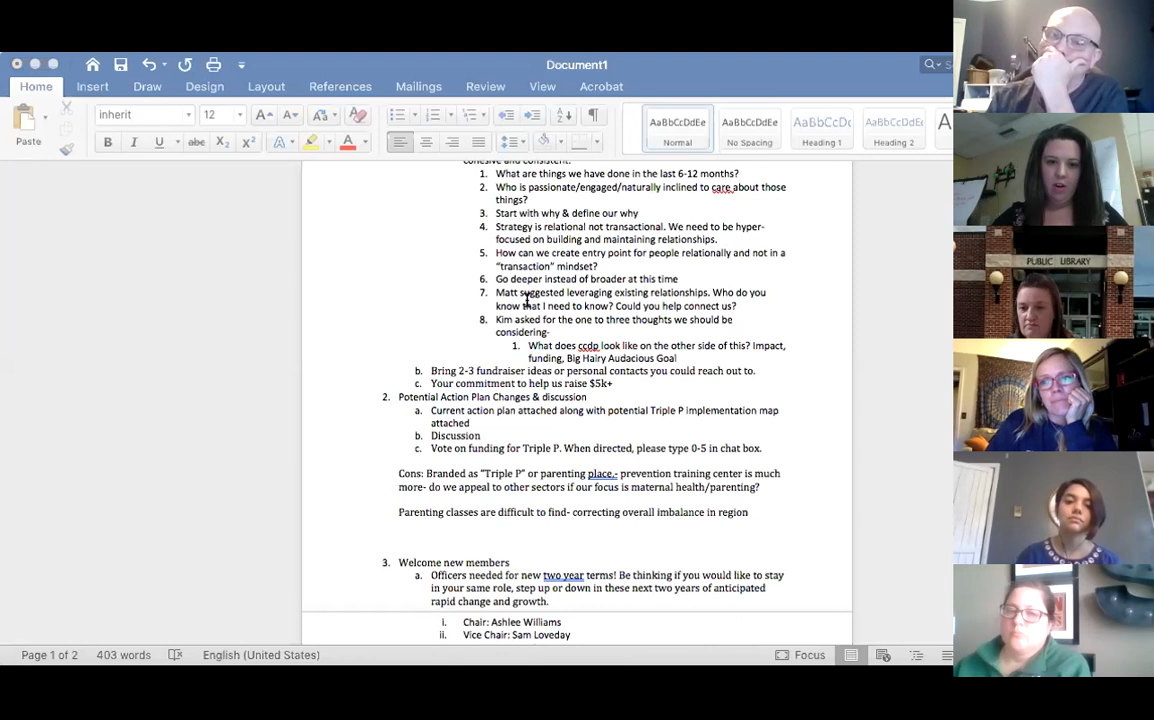 Document1
Home Insert Draw Design Layout References Mailings Review View Acrobat
inherit 12
Paste
AaBbCcDdEe AaBbCcDdEe AaBbCcDc AaBbCcDdEe
Normal No Spacing Heading 1 Heading 2
cohesive and consistent.
1. What are things we have done in the last 6-12 months?
2. Who is passionate/engaged/naturally inclined to care about those
things?
3. Start with why & define our why
4. Strategy is relational not transactional. We need to be hyper-
focused on building and maintaining relationships.
5. How can we create entry point for people relationally and not in a
“transaction” mindset?
6. Go deeper instead of broader at this time
7. Matt suggested leveraging existing relationships. Who do you
know that I need to know? Could you help connect us?
8. Kim asked for the one to three thoughts we should be
considering-
1. What does ccdp look like on the other side of this? Impact,
funding, Big Hairy Audacious Goal
b. Bring 2-3 fundraiser ideas or personal contacts you could reach out to.
c. Your commitment to help us raise $5k+
2. Potential Action Plan Changes & discussion
a. Current action plan attached along with potential Triple P implementation map
attached
b. Discussion
c. Vote on funding for Triple P. When directed, please type 0-5 in chat box.
Cons: Branded as “Triple P” or parenting place.- prevention training center is much
more- do we appeal to other sectors if our focus is maternal health/parenting?
Parenting classes are difficult to find- correcting overall imbalance in region
3. Welcome new members
a. Officers needed for new two year terms! Be thinking if you would like to stay
in your same role, step up or down in these next two years of anticipated
rapid change and growth.
i. Chair: Ashlee Williams
ii. Vice Chair: Sam Loveday
Page 1 of 2 403 words English (United States) Focus
PUBLIC LIBRARY